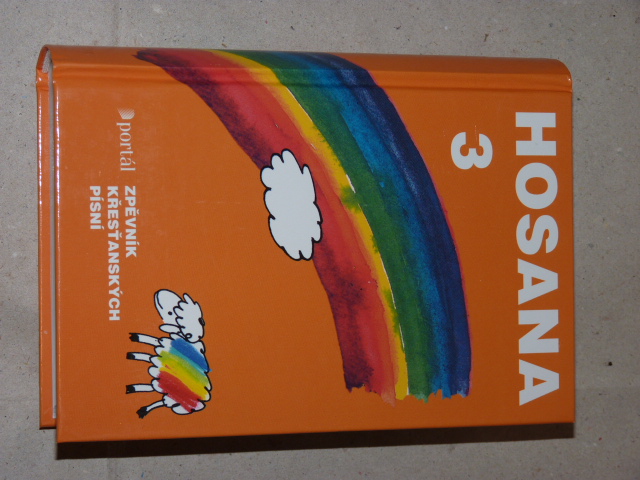 HOSANA
3
ZPĚVNÍK
KŘESŤANSKÝCH
PÍSNÍ
portál